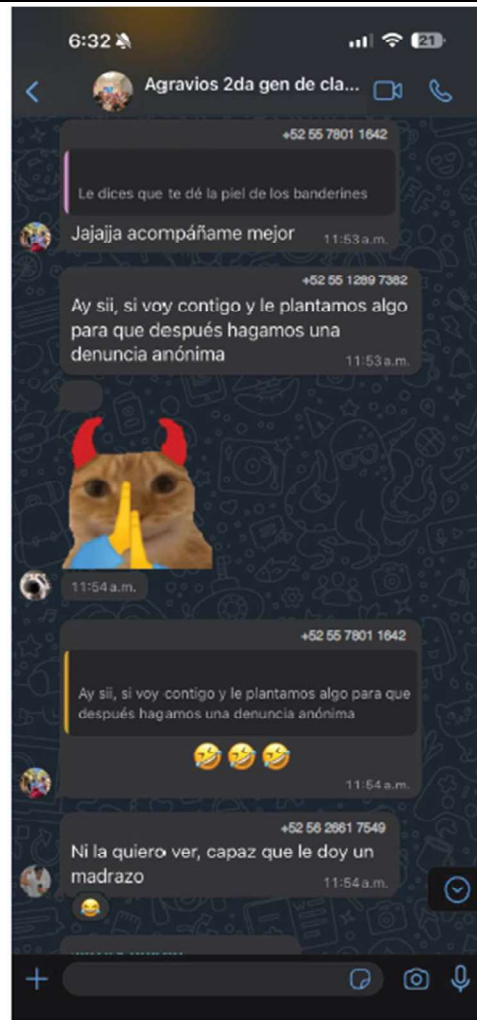 6:32
21
Agravios 2da gen de cla...
+52 55 7801 1642
Le dices que te dé la piel de los banderines
Jajajja acompáñame mejor
11:53 a.m.
+52 55 1289 7382
Ay sii, si voy contigo y le plantamos algo
para que después hagamos una
denuncia anónima
11:53 a.m.
11:54 a.m.
+52 55 7801 1642
Ay sii, si voy contigo y le plantamos algo para que
después hagamos una denuncia anónima
11:54 a.m.
+52 56 2661 7549
Ni la quiero ver, capaz que le doy un
madrazo
11:54 a.m.